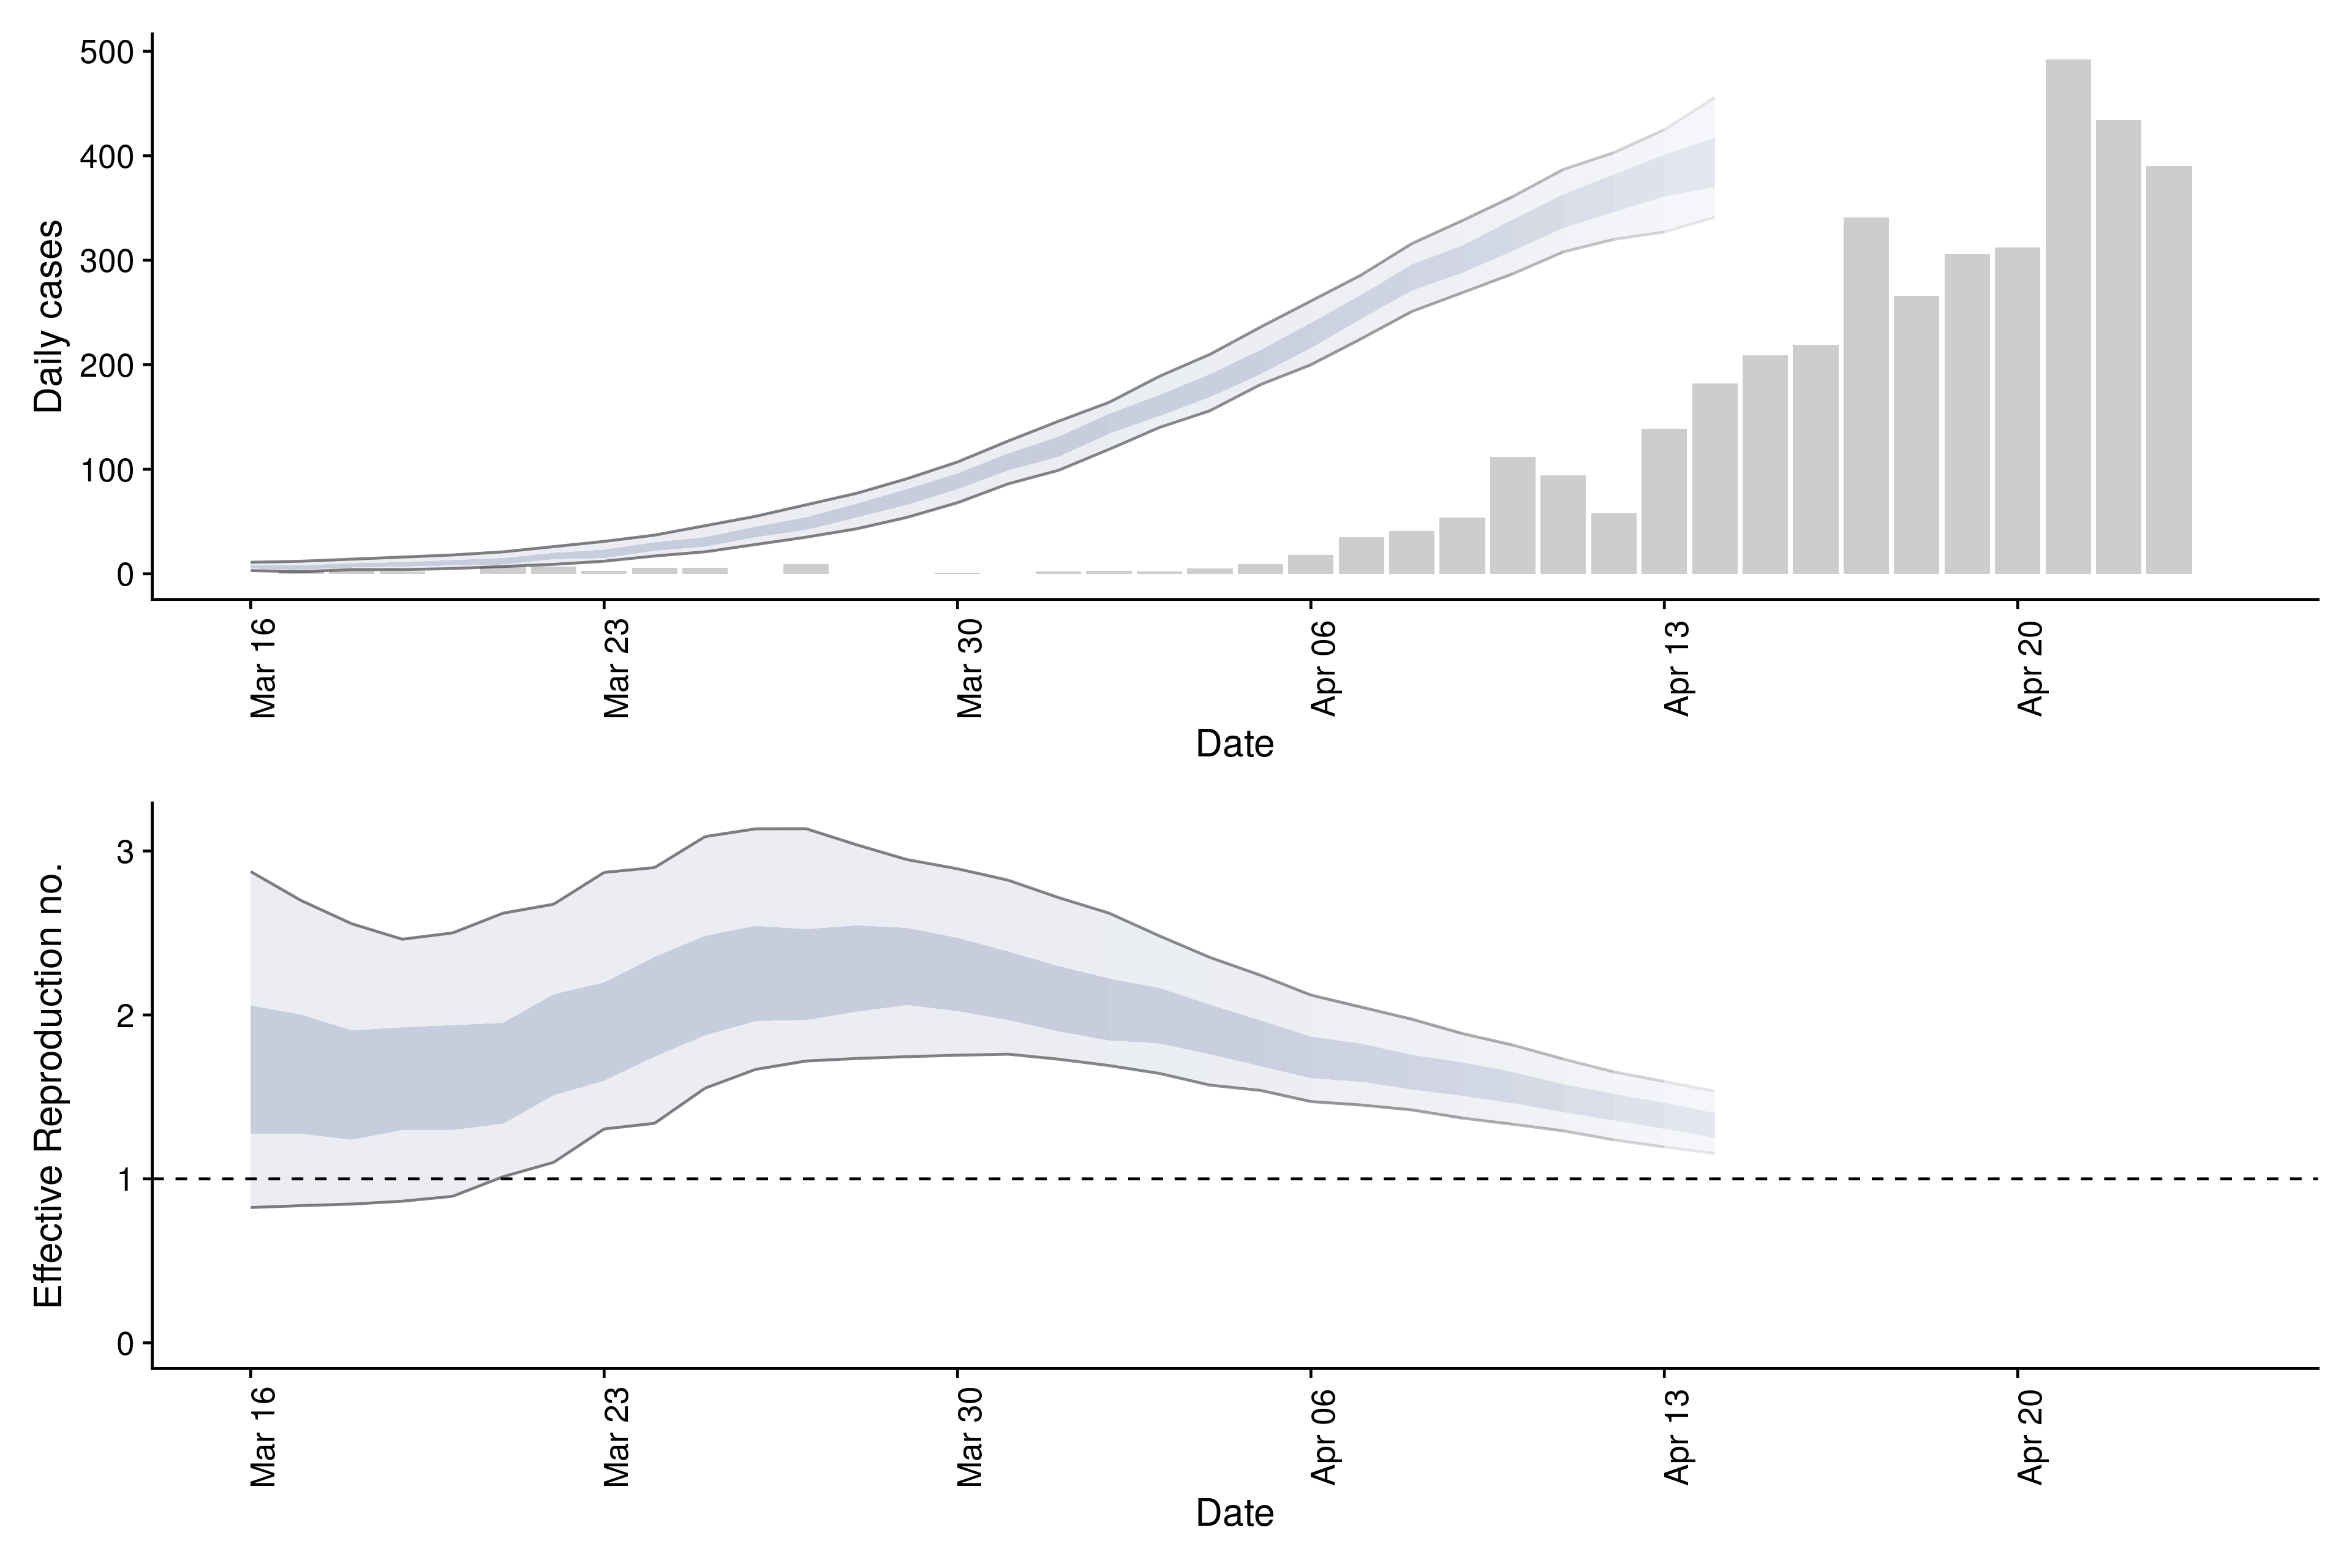 Daily cases
500
400
300
200
100
0
Mar 16
Mar 23
Mar 30
Apr 06
Apr 13
Apr 20
Date
Effective Reproduction no.
3
2
1
0
Mar 16
Mar 23
Mar 30
Apr 06
Apr 13
Apr 20
Date